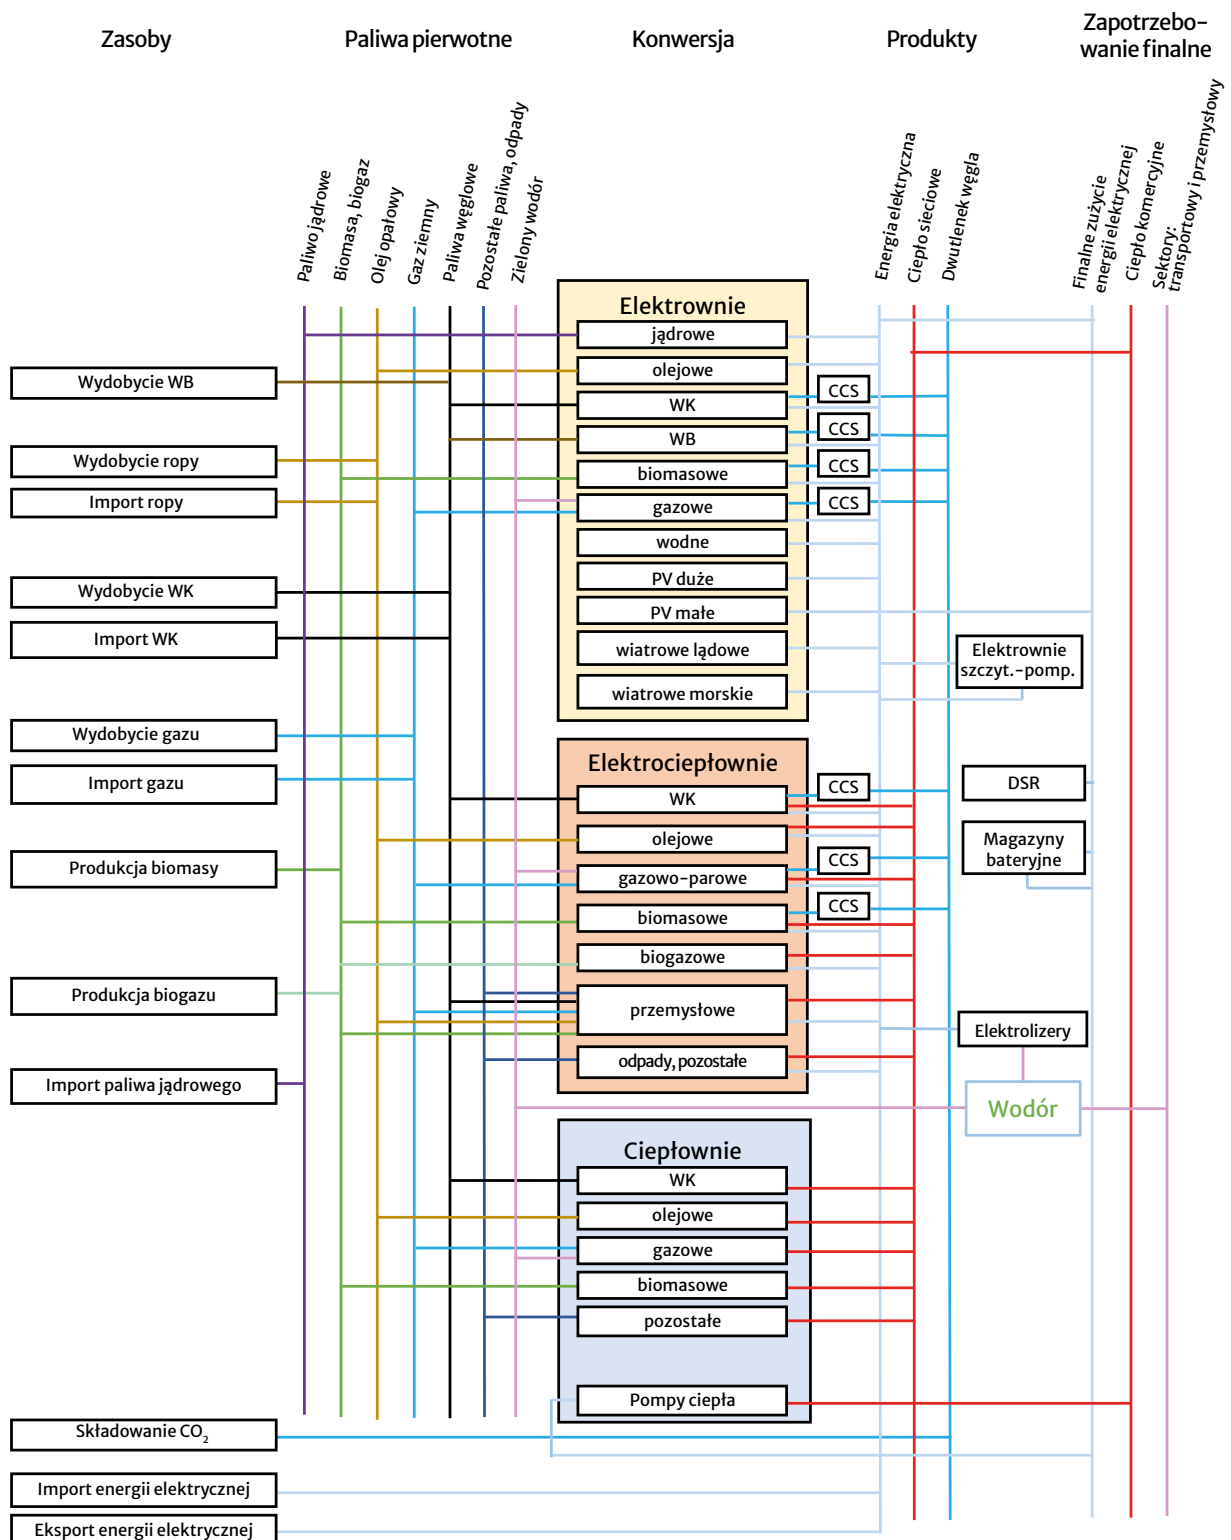 Zasoby
Paliwa pierwotne
Konwersja
Produkty
Zapotrzebo-
wanie finalne
Paliwo jądrowe
Biomasa, biogaz
Olej opałowy
Gaz ziemny
Paliwa węglowe
Pozostałe paliwa, odpady
Zielony wodór
Energia elektryczna
Ciepło sieciowe
Dwutlenek węgla
Finalne zużycie
energii elektrycznej
Ciepło komercyjne
Sektory:
transportowy i przemysłowy
Wydobycie WB
Wydobycie ropy
Import ropy
Wydobycie WK
Import WK
Wydobycie gazu
Import gazu
Produkcja biomasy
Produkcja biogazu
Import paliwa jądrowego
Składowanie CO₂
Import energii elektrycznej
Eksport energii elektrycznej
Elektrownie
jądrowe
olejowe
WK
WB
biomasowe
gazowe
wodne
PV duże
PV małe
wiatrowe lądowe
wiatrowe morskie
CCS
CCS
CCS
CCS
Elektrociepłownie
WK
olejowe
gazowo-parowe
biomasowe
biogazowe
przemysłowe
odpady, pozostałe
CCS
CCS
CCS
Ciepłownie
WK
olejowe
gazowe
biomasowe
pozostałe
Pompy ciepła
Elektrownie
szczyt.-pomp.
DSR
Magazyny
bateryjne
Elektrolizery
Wodór